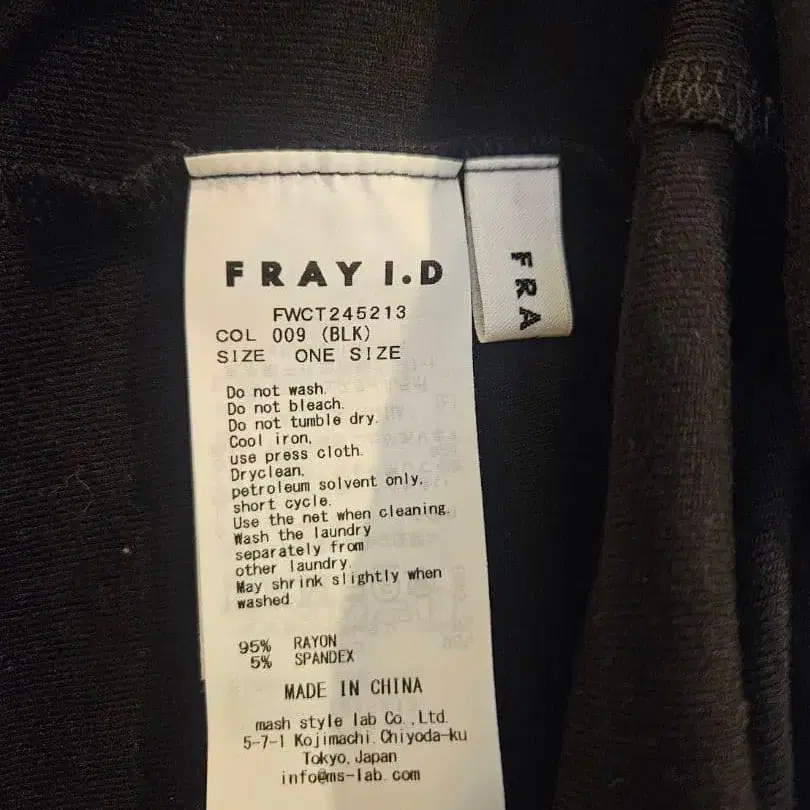 FRAY I.D
FRA
FWCT245213
COL 009 (BLK)
SIZE ONE SIZE
Do not wash.
Do not bleach.
Do not tumble dry.
Cool iron,
use press cloth.
Dryclean,
petroleum solvent only,
short cycle.
Use the net when cleaning.
Wash the laundry
separately from
other laundry.
May shrink slightly when
washed.
95% RAYON
5% SPANDEX
MADE IN CHINA
mash style lab Co.,Ltd.
5-7-1 Kojimachi.Chiyoda-ku
Tokyo,Japan
info@ms-lab.com